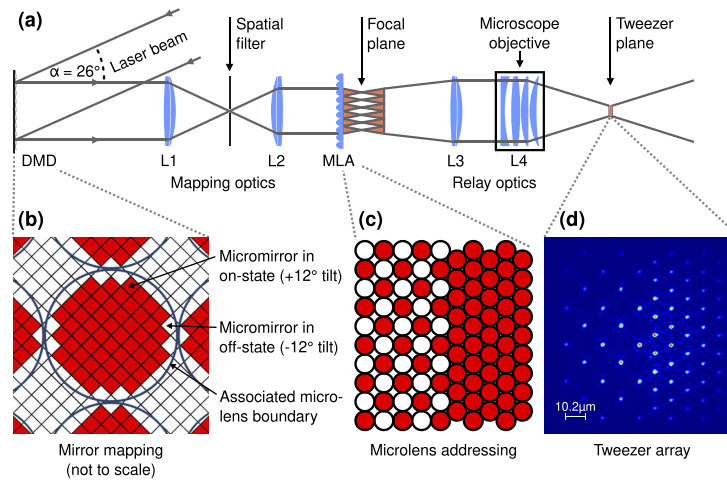 (a)
Spatial
filter
Focal
plane
Microscope
objective
Tweezer
plane
Laser beam
α = 26°
DMD
L1
L2
MLA
L3
L4
Mapping optics
Relay optics
(b)
(c)
(d)
Micromirror in
on-state (+12° tilt)
Micromirror in
off-state (-12° tilt)
Associated micro-
lens boundary
10.2μm
Mirror mapping
(not to scale)
Microlens addressing
Tweezer array